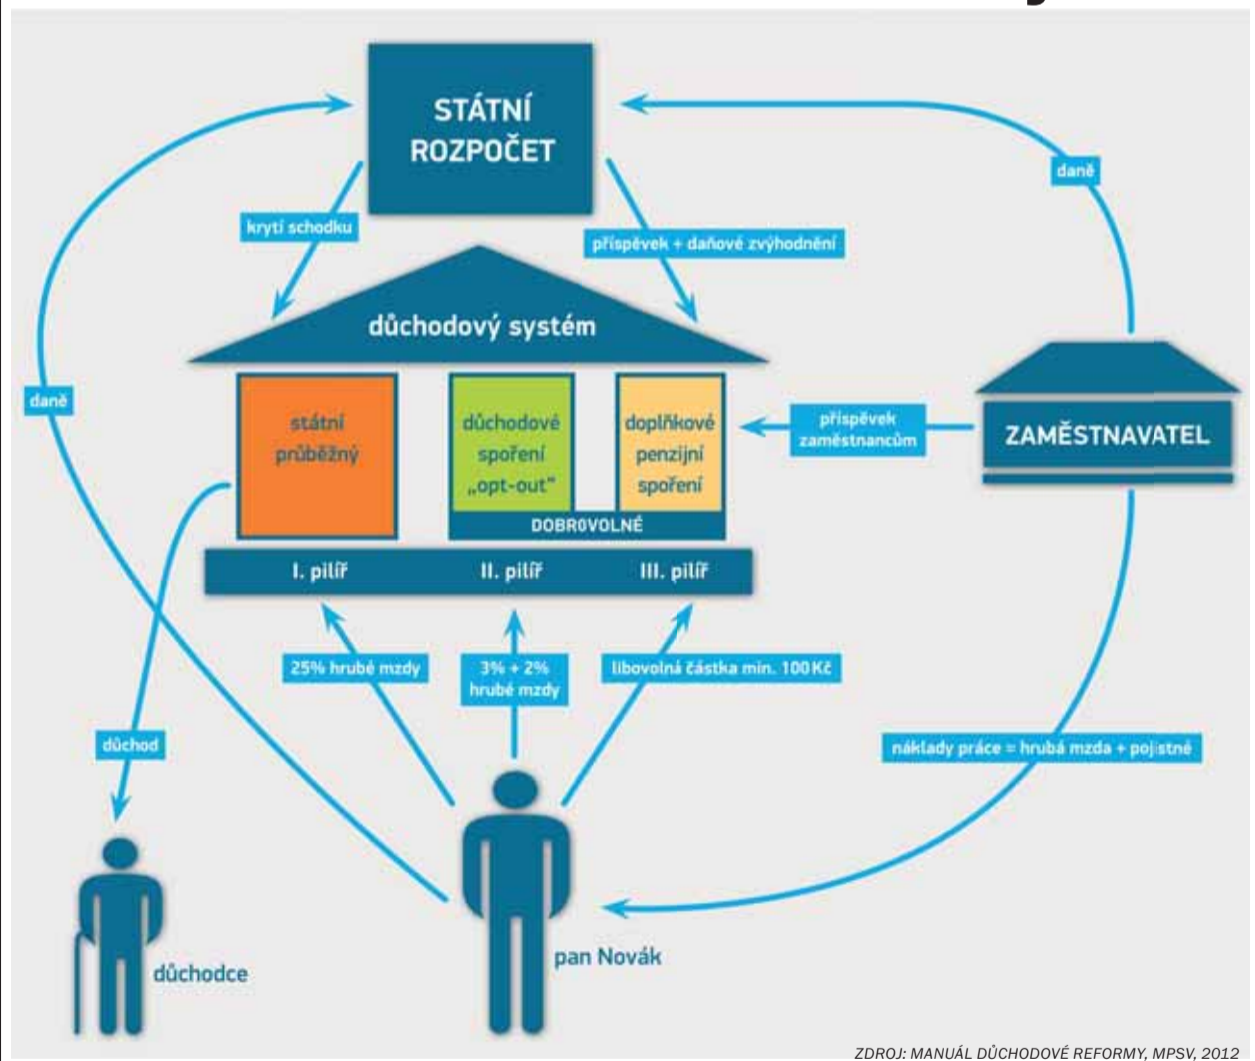 STÁTNÍ
ROZPOČET
daně
krytí schodku
příspěvek + daňové zvýhodnění
důchodový systém
daně
státní
průběžný
důchodové
spoření
„opt-out“
doplňkové
penzijní
spoření
příspěvek
zaměstnancům
ZAMĚSTNAVATEL
DOBROVOLNÉ
I. pilíř
II. pilíř
III. pilíř
25% hrubé mzdy
3% + 2%
hrubé mzdy
libovolná částka min. 100 Kč
důchod
náklady práce = hrubá mzda + pojistné
pan Novák
důchodce
ZDROJ: MANUÁL DŮCHODOVÉ REFORMY, MPSV, 2012